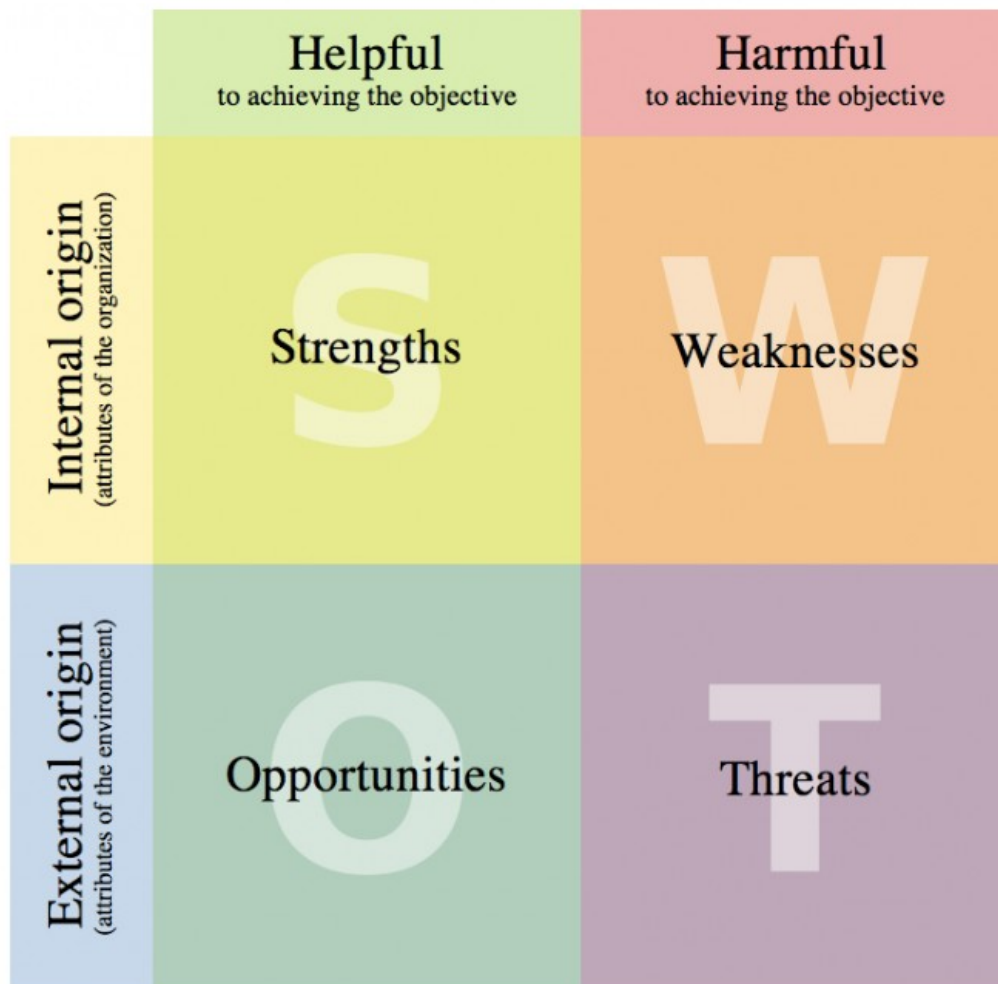 Helpful
to achieving the objective
Harmful
to achieving the objective
Internal origin
(attributes of the organization)
S
Strengths
W
Weaknesses
External origin
(attributes of the environment)
O
Opportunities
T
Threats